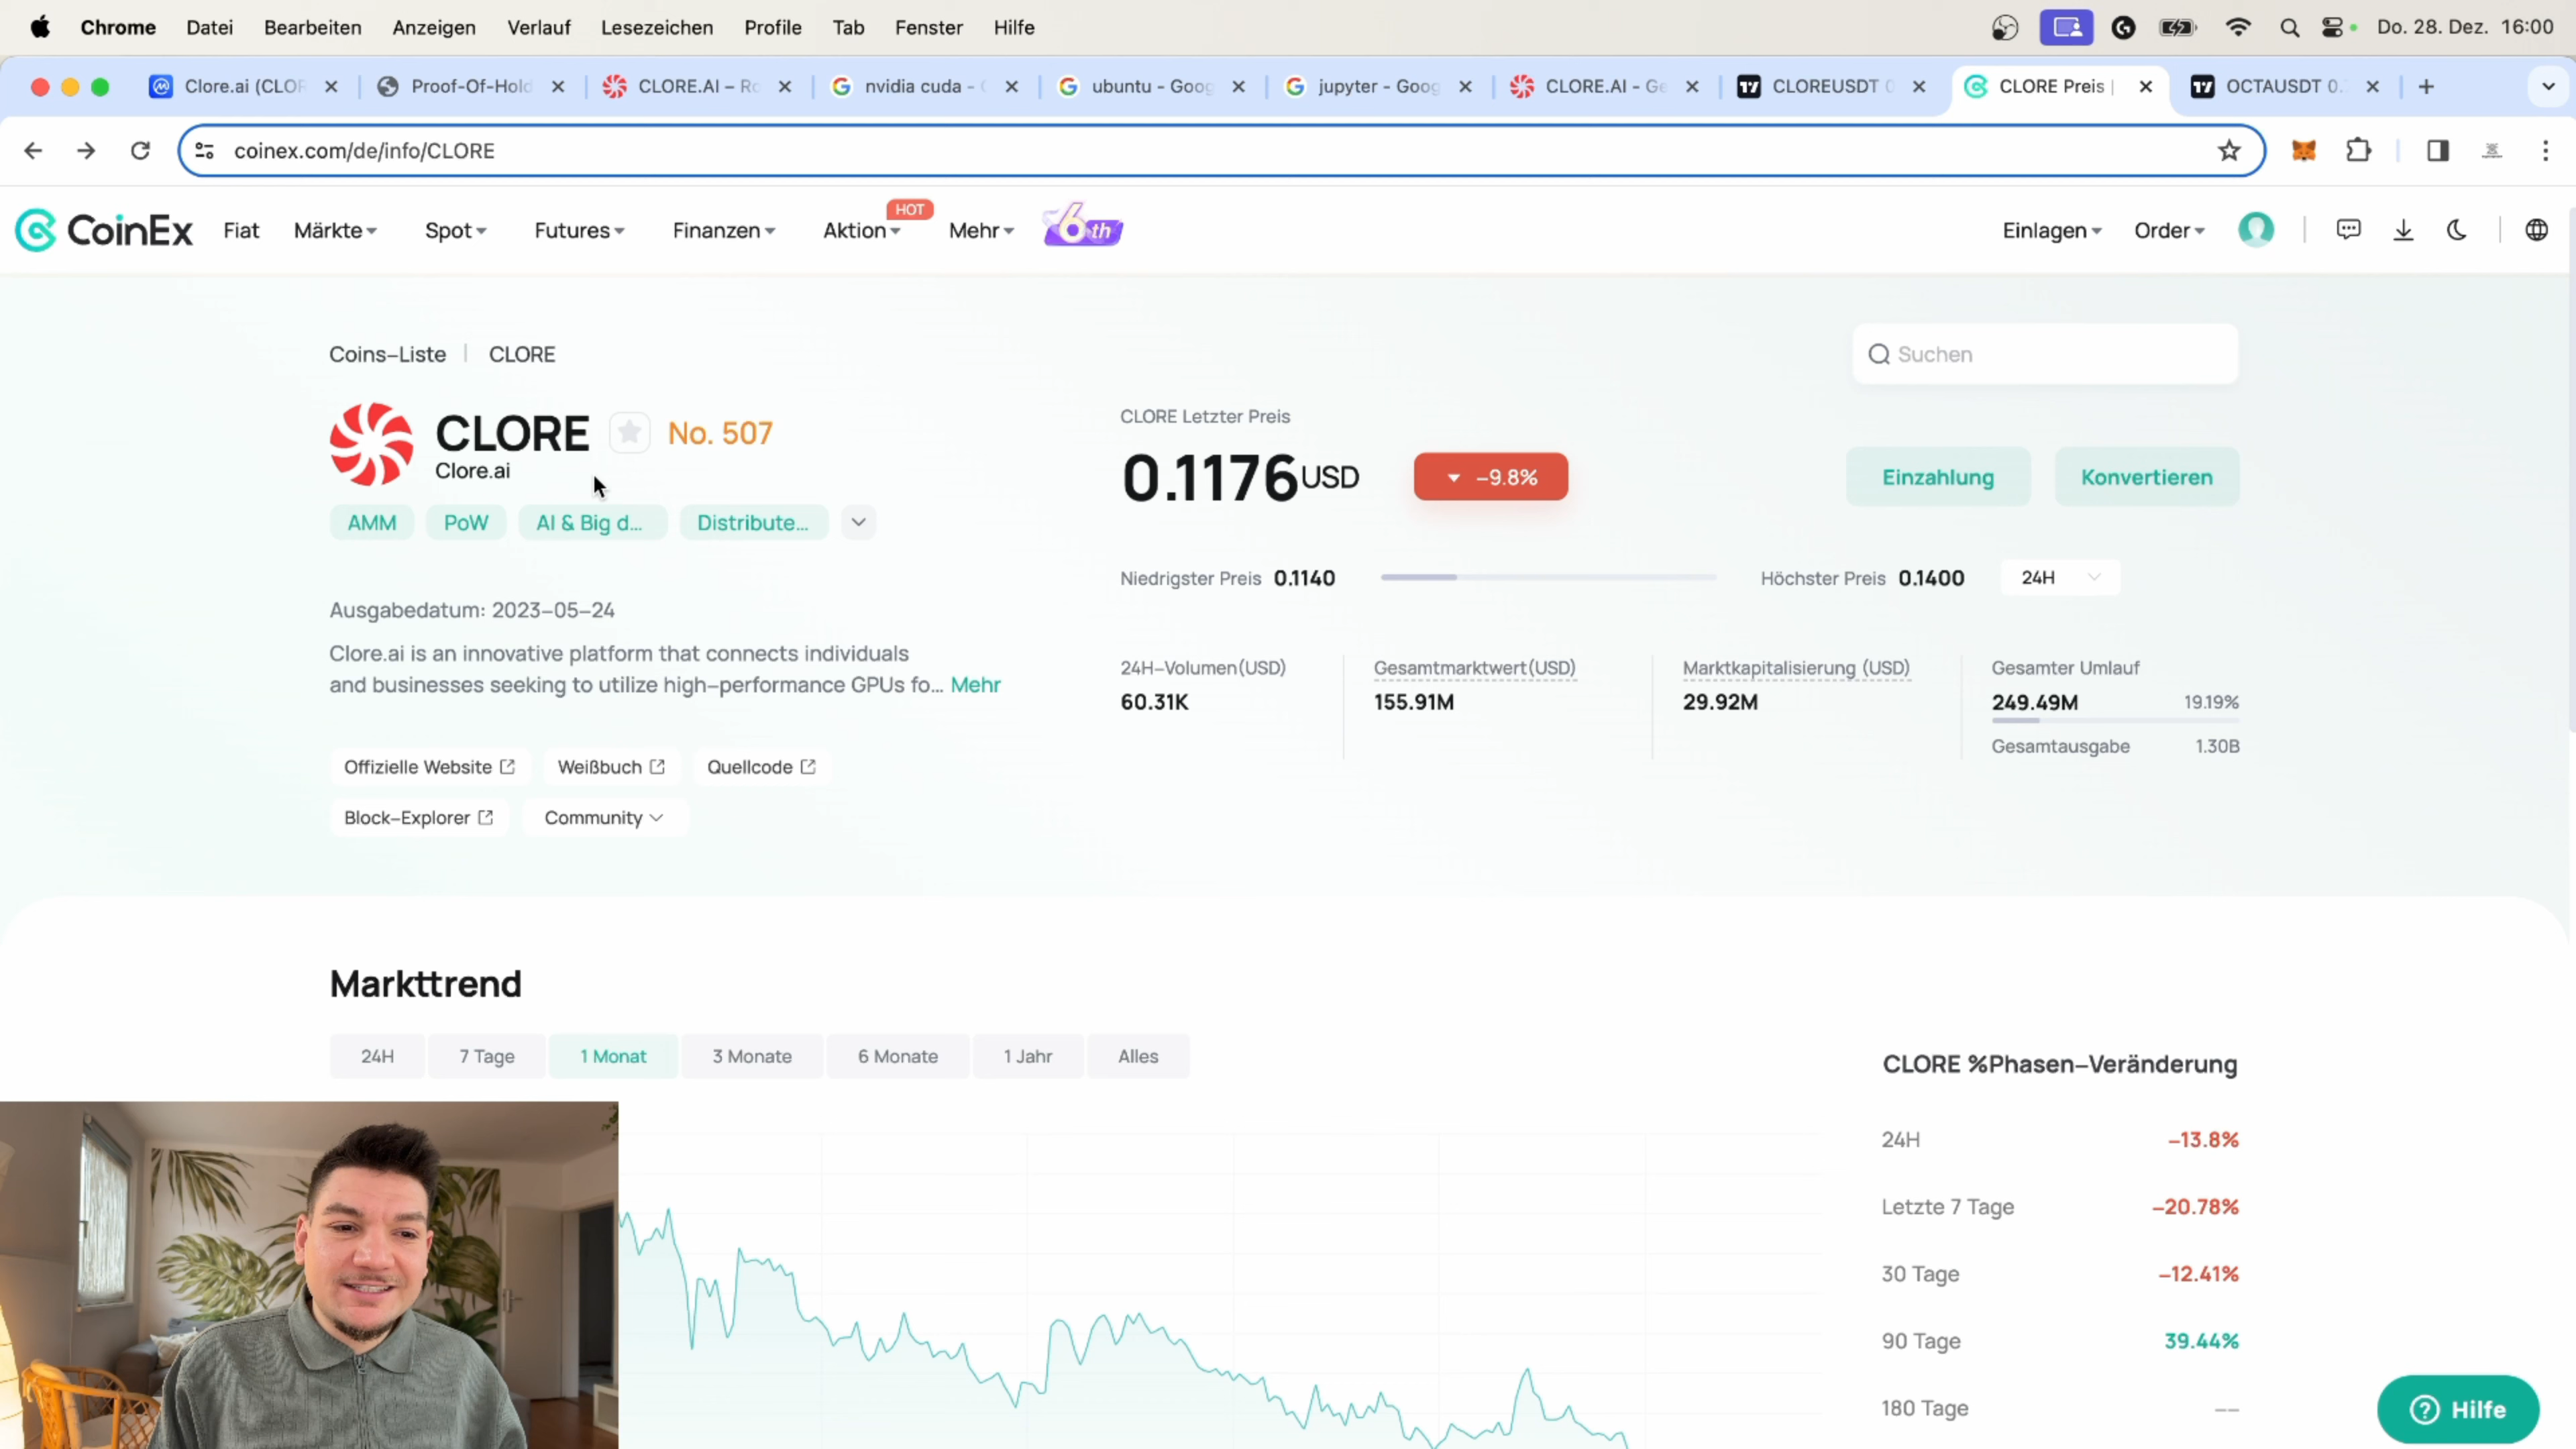 Chrome Datei Bearbeiten Anzeigen Verlauf Lesezeichen Profile Tab Fenster Hilfe Do. 28. Dez. 16:00
Clore.ai (CLOR Proof-Of-Hold CLORE.AI – Ro nvidia cuda - ubuntu - Goog jupyter - Goog CLORE.AI - Ge CLOREUSDT CLORE Preis | OCTAUSDT 0.
coinex.com/de/info/CLORE
CoinEx Fiat Märkte Spot Futures Finanzen Aktion HOT Mehr 6th Einlagen Order
Coins–Liste | CLORE
Suchen
CLORE No. 507
Clore.ai
AMM PoW AI & Big d... Distribute...
CLORE Letzter Preis
0.1176 USD –9.8%
Einzahlung Konvertieren
Niedrigster Preis 0.1140 Höchster Preis 0.1400 24H
Ausgabedatum: 2023–05–24
Clore.ai is an innovative platform that connects individuals
and businesses seeking to utilize high–performance GPUs fo... Mehr
24H–Volumen(USD) Gesamtmarktwert(USD) Marktkapitalisierung (USD) Gesamter Umlauf
60.31K 155.91M 29.92M 249.49M 19.19%
Gesamtausgabe 1.30B
Offizielle Website Weißbuch Quellcode
Block–Explorer Community
Markttrend
24H 7 Tage 1 Monat 3 Monate 6 Monate 1 Jahr Alles
CLORE %Phasen–Veränderung
24H –13.8%
Letzte 7 Tage –20.78%
30 Tage –12.41%
90 Tage 39.44%
180 Tage ––
Hilfe